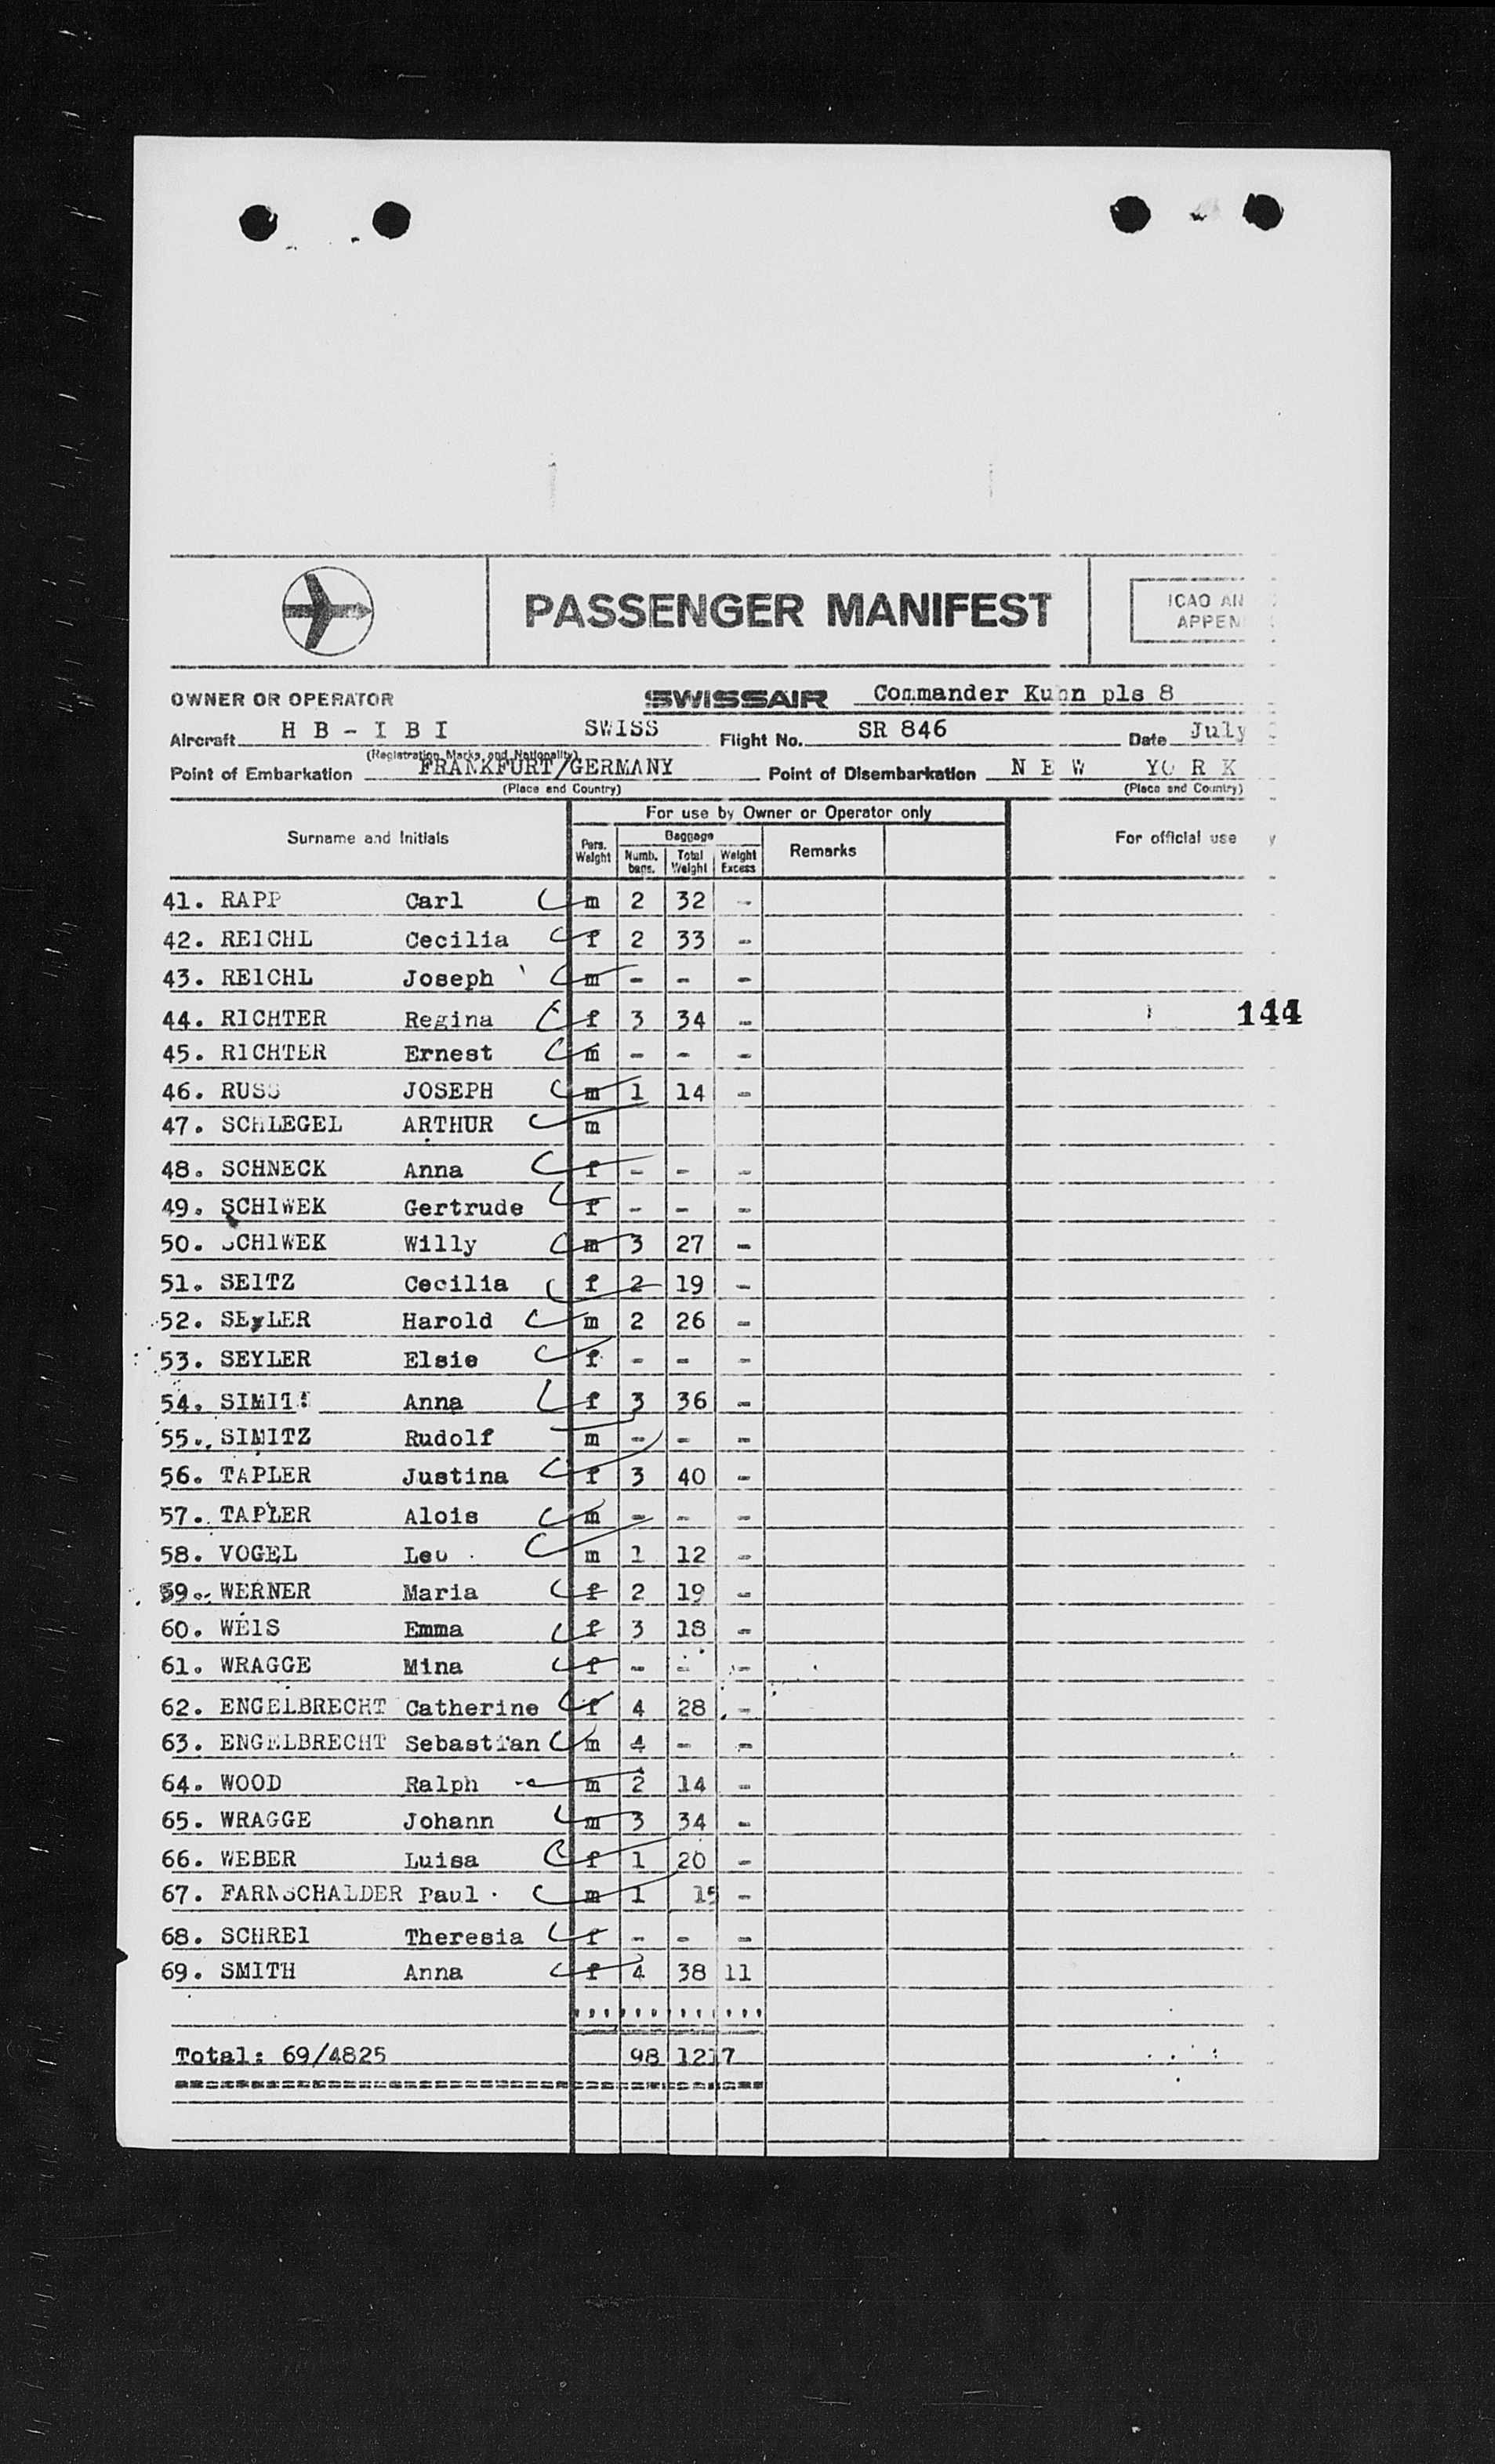 PASSENGER MANIFEST
ICAO AN
APPEN
OWNER OR OPERATOR SWISSAIR Commander Kuhn pls 8
Aircraft H B - I B I SWISS Flight No. SR 846 Date July
(Registration Marks and Nationality)
Point of Embarkation FRANKFURT/GERMANY Point of Disembarkation N E W YO R K
(Place and Country) (Place and Country)
For use by Owner or Operator only
Surname and Initials Pers. Weight Baggage Numb. bags. Total Weight Weight Excess Remarks For official use y
41. RAPP Carl m 2 32 -
42. REICHL Cecilia f 2 33 -
43. REICHL Joseph m - - -
44. RICHTER Regina f 3 34 - 144
45. RICHTER Ernest m - - -
46. RUSS JOSEPH m 1 14 -
47. SCHLEGEL ARTHUR m
48. SCHNECK Anna f - - -
49. SCHIWEK Gertrude f - - -
50. SCHIWEK Willy m 3 27 -
51. SEITZ Cecilia f 2 19 -
52. SEyLER Harold m 2 26 -
53. SEYLER Elsie f - - -
54. SIMITZ Anna f 3 36 -
55. SIMITZ Rudolf m - - -
56. TAPLER Justina f 3 40 -
57. TAPLER Alois m - - -
58. VOGEL Leo m 1 12 -
59. WERNER Maria f 2 19 -
60. WEIS Emma f 3 18 -
61. WRAGGE Mina f - - -
62. ENGELBRECHT Catherine f 4 28 -
63. ENGELBRECHT Sebastian m 4 - -
64. WOOD Ralph m 2 14 -
65. WRAGGE Johann m 3 34 -
66. WEBER Luisa f 1 20 -
67. FARNSCHALDER Paul m 1 15 -
68. SCHREI Theresia f - - -
69. SMITH Anna f 4 38 11
Total: 69/4825 98 1217